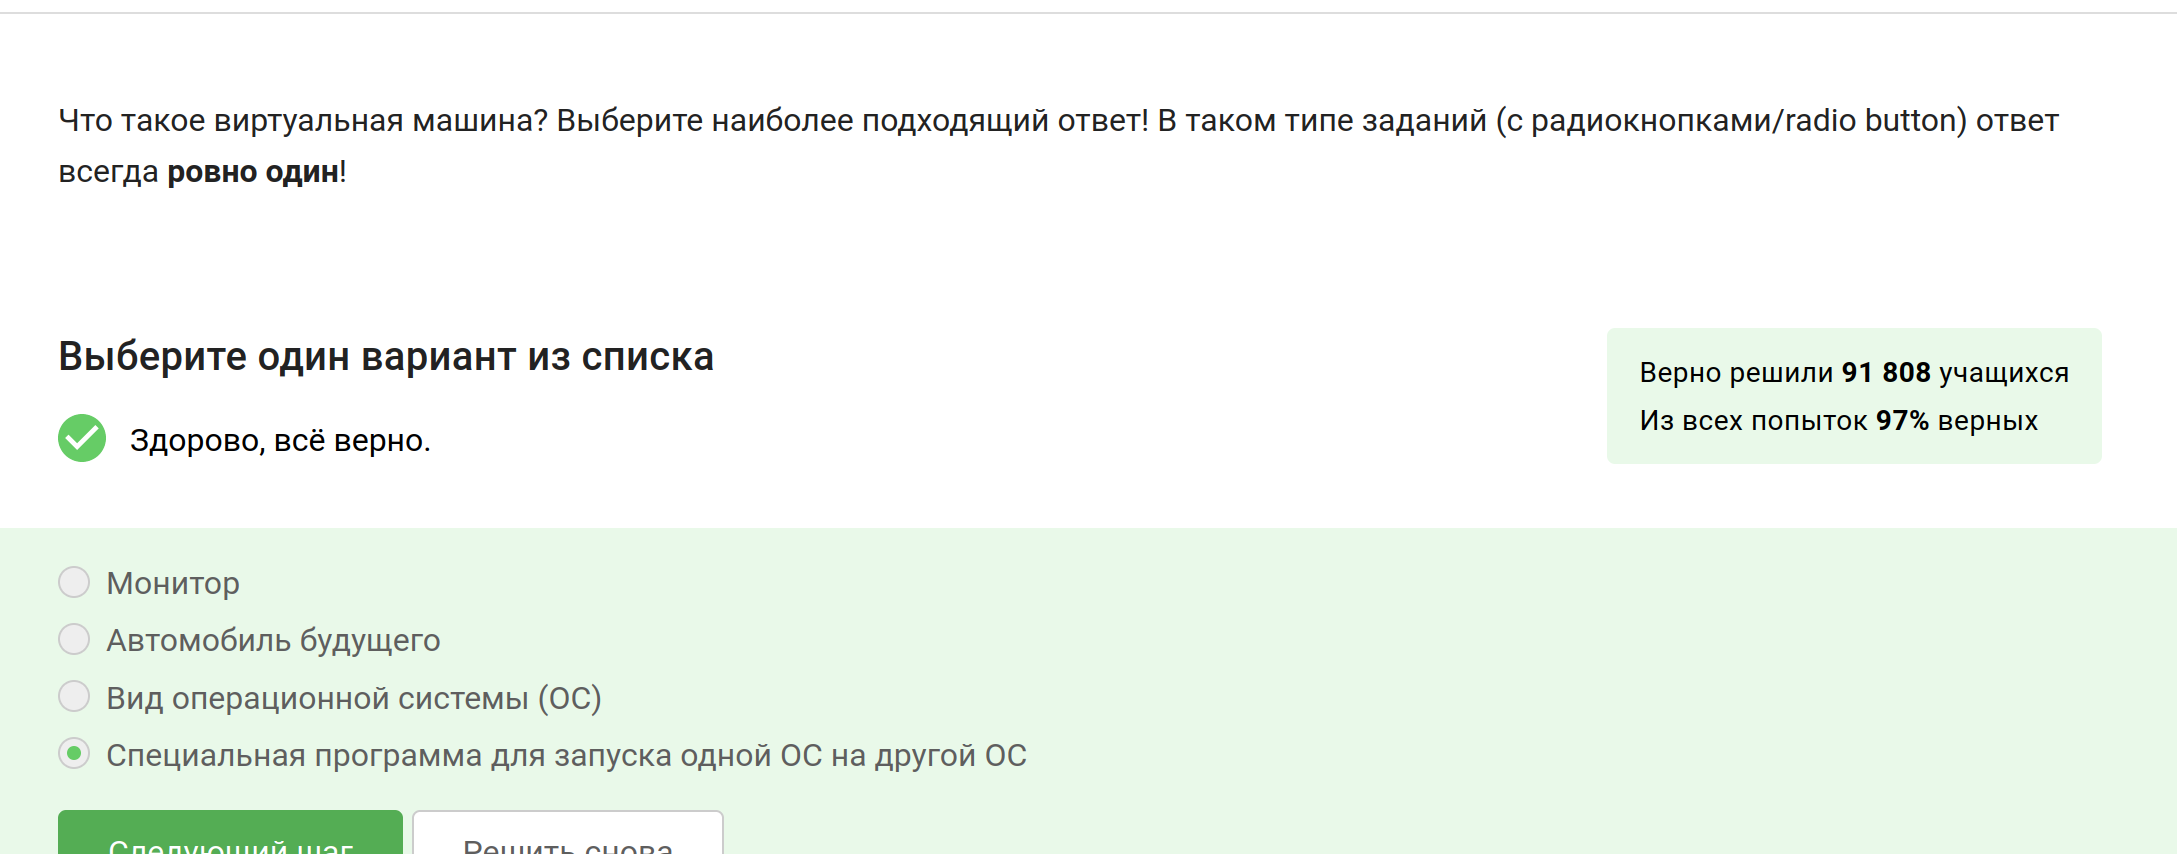 Что такое виртуальная машина? Выберите наиболее подходящий ответ! В таком типе заданий (с радиокнопками/radio button) ответ
всегда ровно один!
Выберите один вариант из списка
Здорово, всё верно.
Верно решили 91 808 учащихся
Из всех попыток 97% верных
Монитор
Автомобиль будущего
Вид операционной системы (ОС)
Специальная программа для запуска одной ОС на другой ОС
Следующий шаг
Решить снова